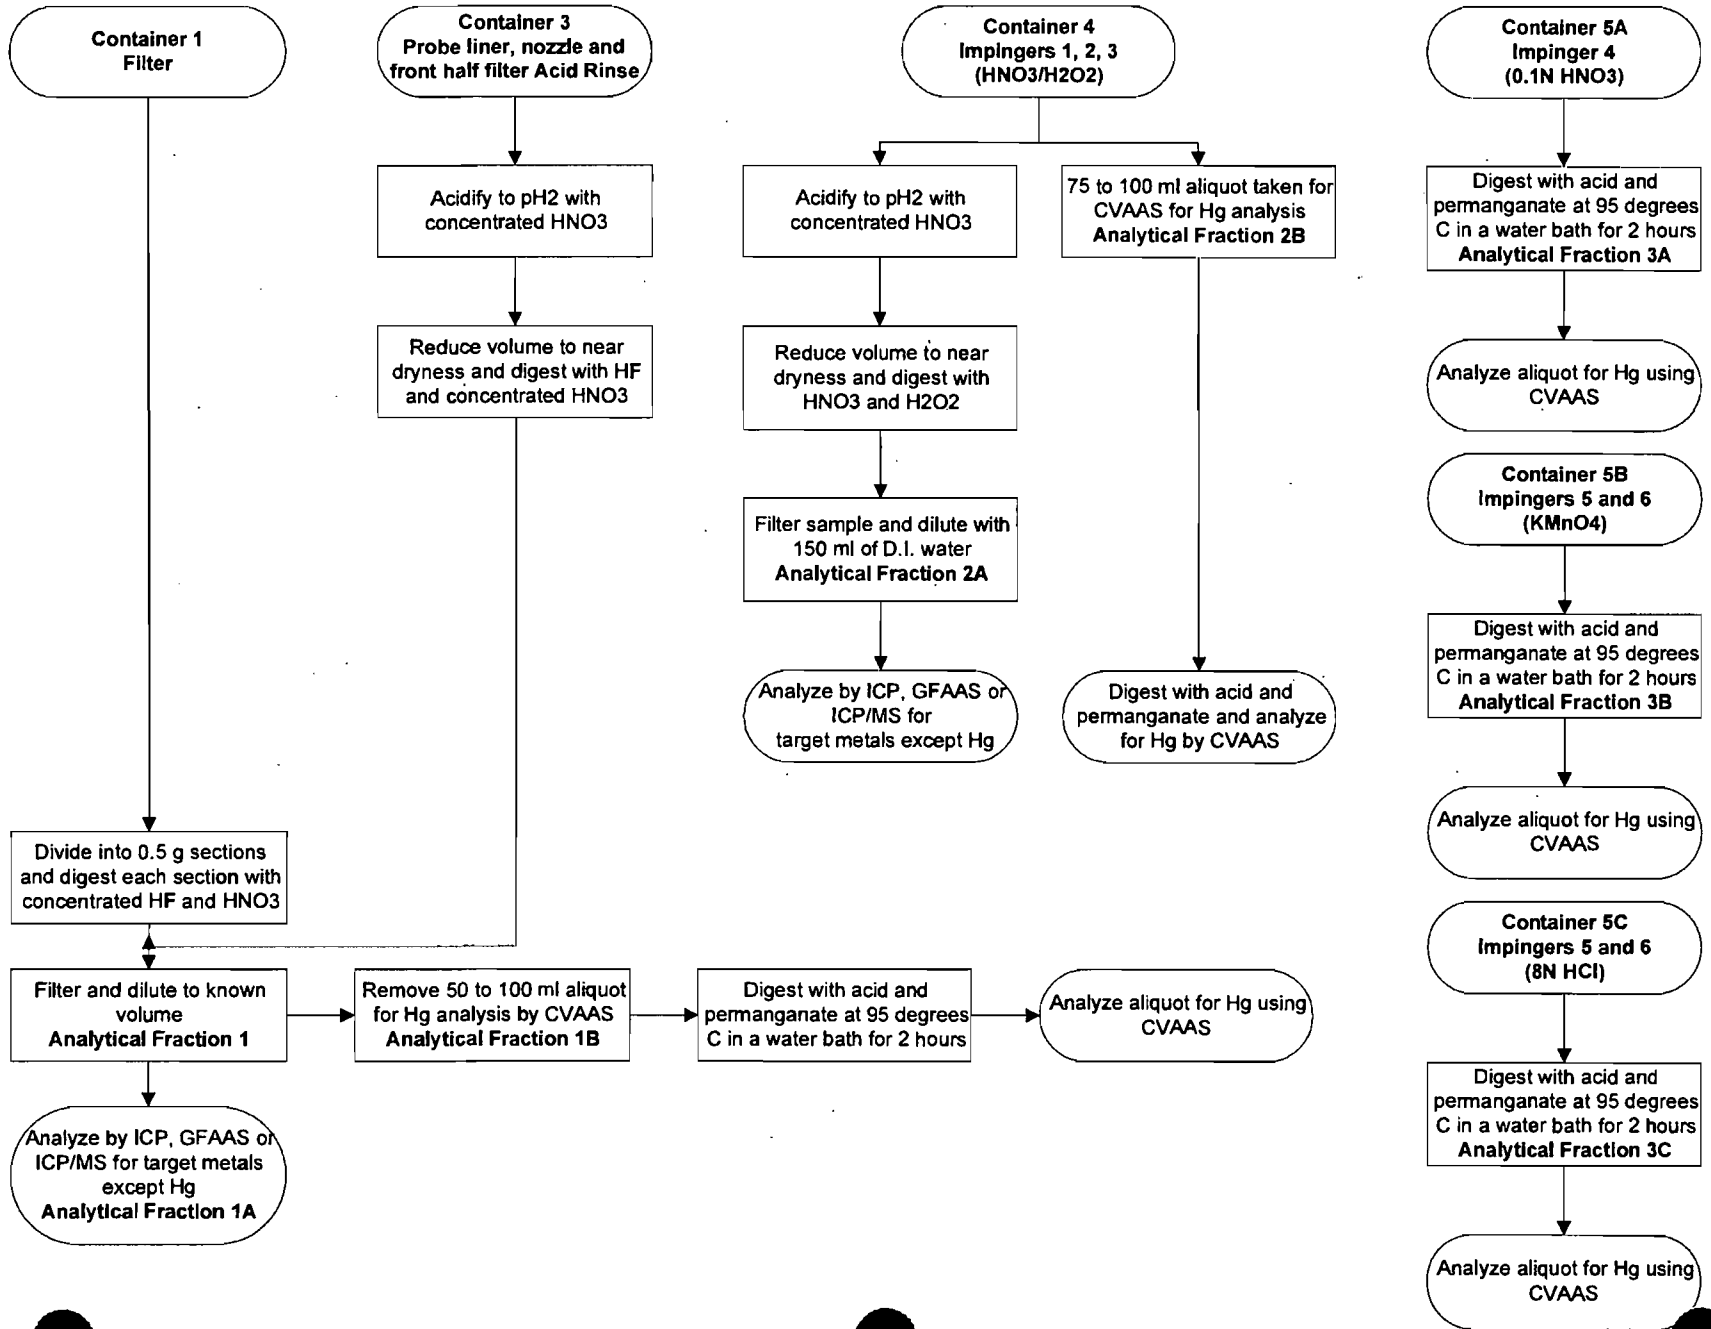 Container 1
Filter
Container 3
Probe liner, nozzle and
front half filter Acid Rinse
Container 4
Impingers 1, 2, 3
(HNO3/H2O2)
Container 5A
Impinger 4
(0.1N HNO3)
Acidify to pH2 with
concentrated HNO3
Acidify to pH2 with
concentrated HNO3
75 to 100 ml aliquot taken for
CVAAS for Hg analysis
Analytical Fraction 2B
Digest with acid and
permanganate at 95 degrees
C in a water bath for 2 hours
Analytical Fraction 3A
Reduce volume to near
dryness and digest with HF
and concentrated HNO3
Reduce volume to near
dryness and digest with
HNO3 and H2O2
Analyze aliquot for Hg using
CVAAS
Container 5B
Impingers 5 and 6
(KMnO4)
Filter sample and dilute with
150 ml of D.I. water
Analytical Fraction 2A
Digest with acid and
permanganate at 95 degrees
C in a water bath for 2 hours
Analytical Fraction 3B
Analyze by ICP, GFAAS or
ICP/MS for
target metals except Hg
Digest with acid and
permanganate and analyze
for Hg by CVAAS
Analyze aliquot for Hg using
CVAAS
Divide into 0.5 g sections
and digest each section with
concentrated HF and HNO3
Container 5C
Impingers 5 and 6
(8N HCl)
Filter and dilute to known
volume
Analytical Fraction 1
Remove 50 to 100 ml aliquot
for Hg analysis by CVAAS
Analytical Fraction 1B
Digest with acid and
permanganate at 95 degrees
C in a water bath for 2 hours
Analyze aliquot for Hg using
CVAAS
Digest with acid and
permanganate at 95 degrees
C in a water bath for 2 hours
Analytical Fraction 3C
Analyze by ICP, GFAAS or
ICP/MS for target metals
except Hg
Analytical Fraction 1A
Analyze aliquot for Hg using
CVAAS